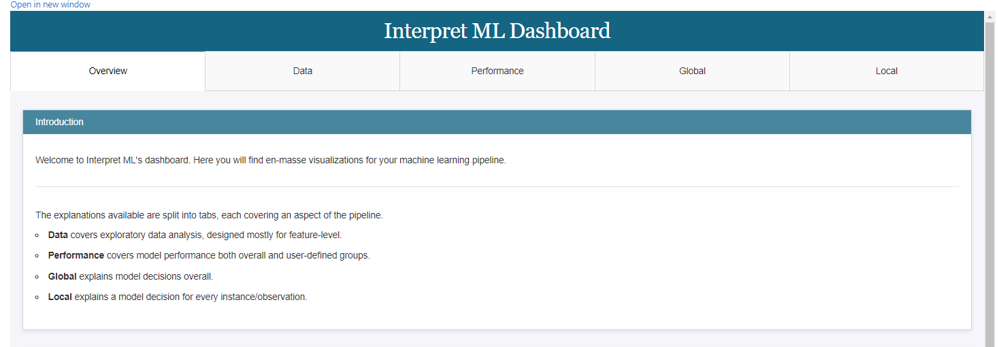 Open in new window
Interpret ML Dashboard
Overview Data Performance Global Local
Introduction
Welcome to Interpret ML's dashboard. Here you will find en-masse visualizations for your machine learning pipeline.
The explanations available are split into tabs, each covering an aspect of the pipeline.
Data covers exploratory data analysis, designed mostly for feature-level.
Performance covers model performance both overall and user-defined groups.
Global explains model decisions overall.
Local explains a model decision for every instance/observation.